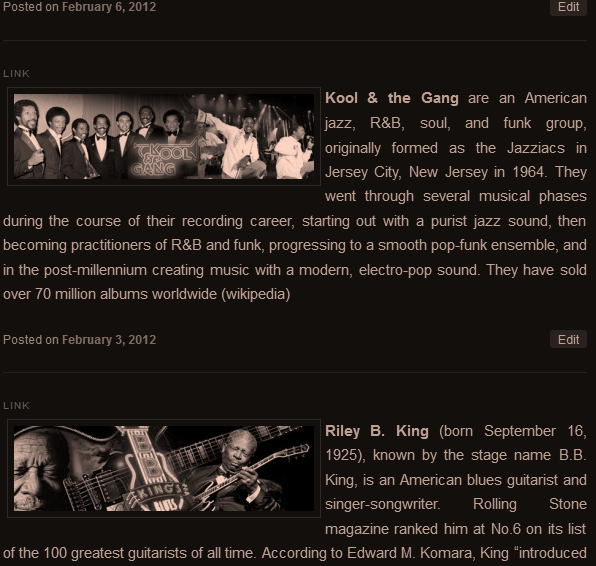 Posted on February 6, 2012
Edit
LINK
KOOL
& THE
GANG
Kool & the Gang are an American
jazz, R&B, soul, and funk group,
originally formed as the Jazziacs in
Jersey City, New Jersey in 1964. They
went through several musical phases
during the course of their recording career, starting out with a purist jazz sound, then
becoming practitioners of R&B and funk, progressing to a smooth pop-funk ensemble, and
in the post-millennium creating music with a modern, electro-pop sound. They have sold
over 70 million albums worldwide (wikipedia)
Posted on February 3, 2012
Edit
LINK
KING'S
Riley B. King (born September 16,
1925), known by the stage name B.B.
King, is an American blues guitarist and
singer-songwriter. Rolling Stone
magazine ranked him at No.6 on its list
of the 100 greatest guitarists of all time. According to Edward M. Komara, King “introduced